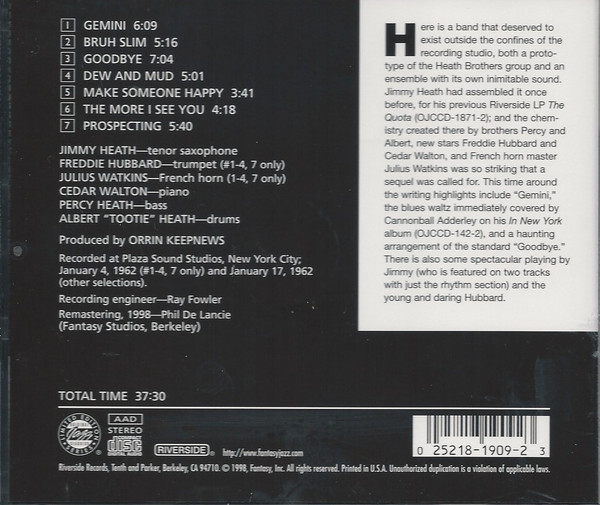 1 GEMINI 6:09
2 BRUH SLIM 5:16
3 GOODBYE 7:04
4 DEW AND MUD 5:01
5 MAKE SOMEONE HAPPY 3:41
6 THE MORE I SEE YOU 4:18
7 PROSPECTING 5:40
JIMMY HEATH—tenor saxophone
FREDDIE HUBBARD—trumpet (#1-4, 7 only)
JULIUS WATKINS—French horn (1-4, 7 only)
CEDAR WALTON—piano
PERCY HEATH—bass
ALBERT "TOOTIE" HEATH—drums
Produced by ORRIN KEEPNEWS
Recorded at Plaza Sound Studios, New York City;
January 4, 1962 (#1-4, 7 only) and January 17, 1962
(other selections).
Recording engineer—Ray Fowler
Remastering, 1998—Phil De Lancie
(Fantasy Studios, Berkeley)
TOTAL TIME 37:30
Here is a band that deserved to
exist outside the confines of the
recording studio, both a proto-
type of the Heath Brothers group and an
ensemble with its own inimitable sound.
Jimmy Heath had assembled it once
before, for his previous Riverside LP The
Quota (OJCCD-1871-2); and the chem-
istry created there by brothers Percy and
Albert, new stars Freddie Hubbard and
Cedar Walton, and French horn master
Julius Watkins was so striking that a
sequel was called for. This time around
the writing highlights include "Gemini,"
the blues waltz immediately covered by
Cannonball Adderley on his In New York
album (OJCCD-142-2), and a haunting
arrangement of the standard "Goodbye."
There is also some spectacular playing by
Jimmy (who is featured on two tracks
with just the rhythm section) and the
young and daring Hubbard.
LIMITED EDITION
SERIES
AAD
STEREO
COMPACT
disc
DIGITAL AUDIO
RIVERSIDE
http://www.fantasyjazz.com
0 25218-1909-2 3
Riverside Records, Tenth and Parker, Berkeley, CA 94710. © 1998, Fantasy, Inc. All rights reserved. Printed in U.S.A. Unauthorized duplication is a violation of applicable laws.